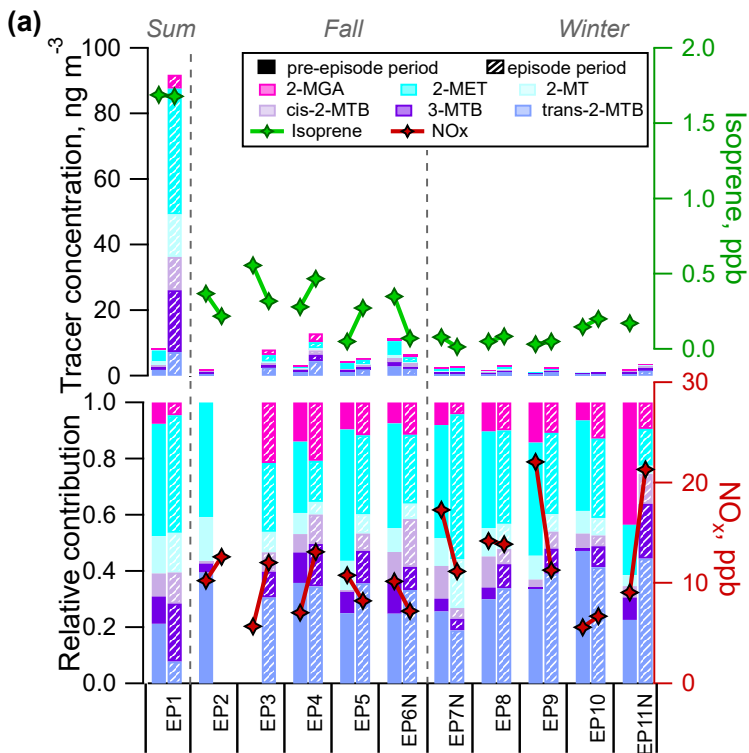 (a)
Sum Fall Winter
pre-episode period episode period
2-MGA 2-MET 2-MT
cis-2-MTB 3-MTB trans-2-MTB
Isoprene NOx
Tracer concentration, ng m-3
100
80
60
40
20
0
Isoprene, ppb
2.0
1.5
1.0
0.5
0.0
Relative contribution
1.0
0.8
0.6
0.4
0.2
0.0
NOx, ppb
30
20
10
0
EP1 EP2 EP3 EP4 EP5 EP6N EP7N EP8 EP9 EP10 EP11N